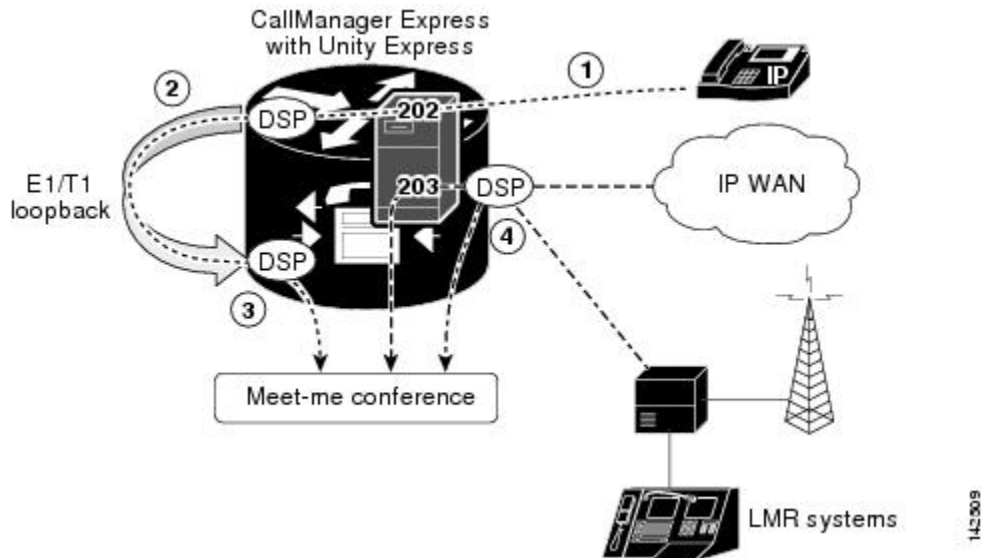 CallManager Express
with Unity Express
1
IP
2
DSP
202
E1/T1
loopback
203
DSP
IP WAN
4
DSP
3
Meet-me conference
LMR systems
142509